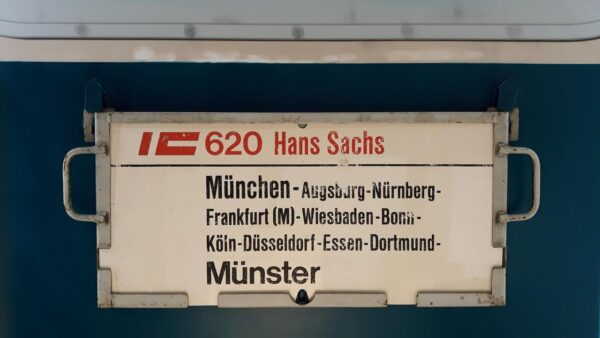 IC 620 Hans Sachs
München-Augsburg-Nürnberg-
Frankfurt (M)-Wiesbaden-Bonn-
Köln-Düsseldorf-Essen-Dortmund-
Münster